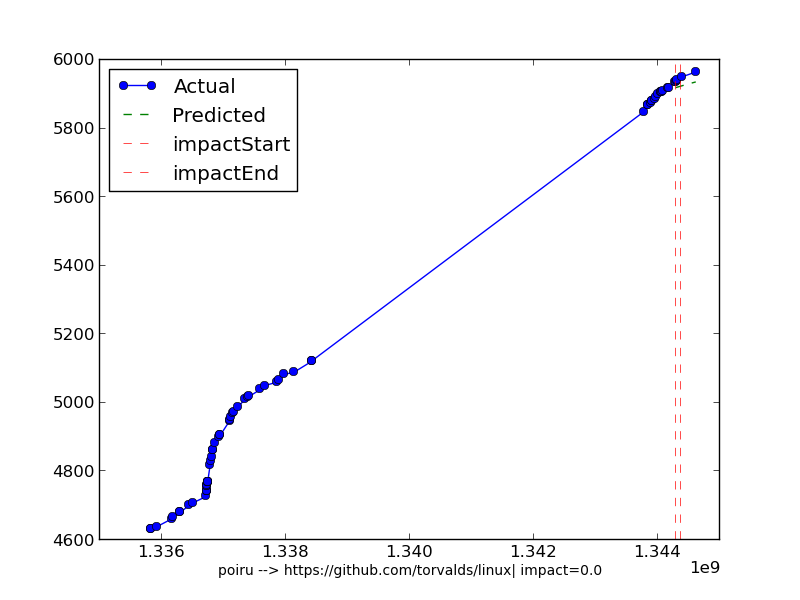 6000
5800
5600
5400
5200
5000
4800
4600
Actual
Predicted
impactStart
impactEnd
1.336 1.338 1.340 1.342 1.344
1e9
poiru --> https://github.com/torvalds/linux| impact=0.0